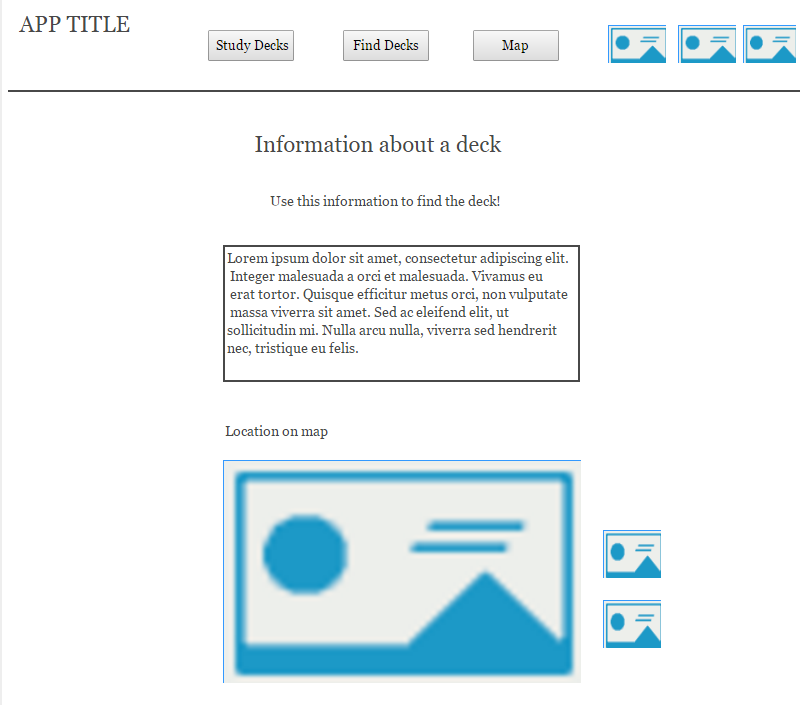 APP TITLE
Study Decks
Find Decks
Map
Information about a deck
Use this information to find the deck!
Lorem ipsum dolor sit amet, consectetur adipiscing elit.
Integer malesuada a orci et malesuada. Vivamus eu
erat tortor. Quisque efficitur metus orci, non vulputate
massa viverra sit amet. Sed ac eleifend elit, ut
sollicitudin mi. Nulla arcu nulla, viverra sed hendrerit
nec, tristique eu felis.
Location on map